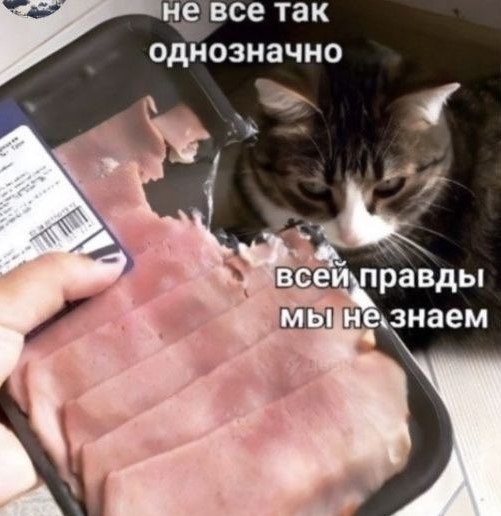 не все так
однозначно
всей правды
мы не знаем